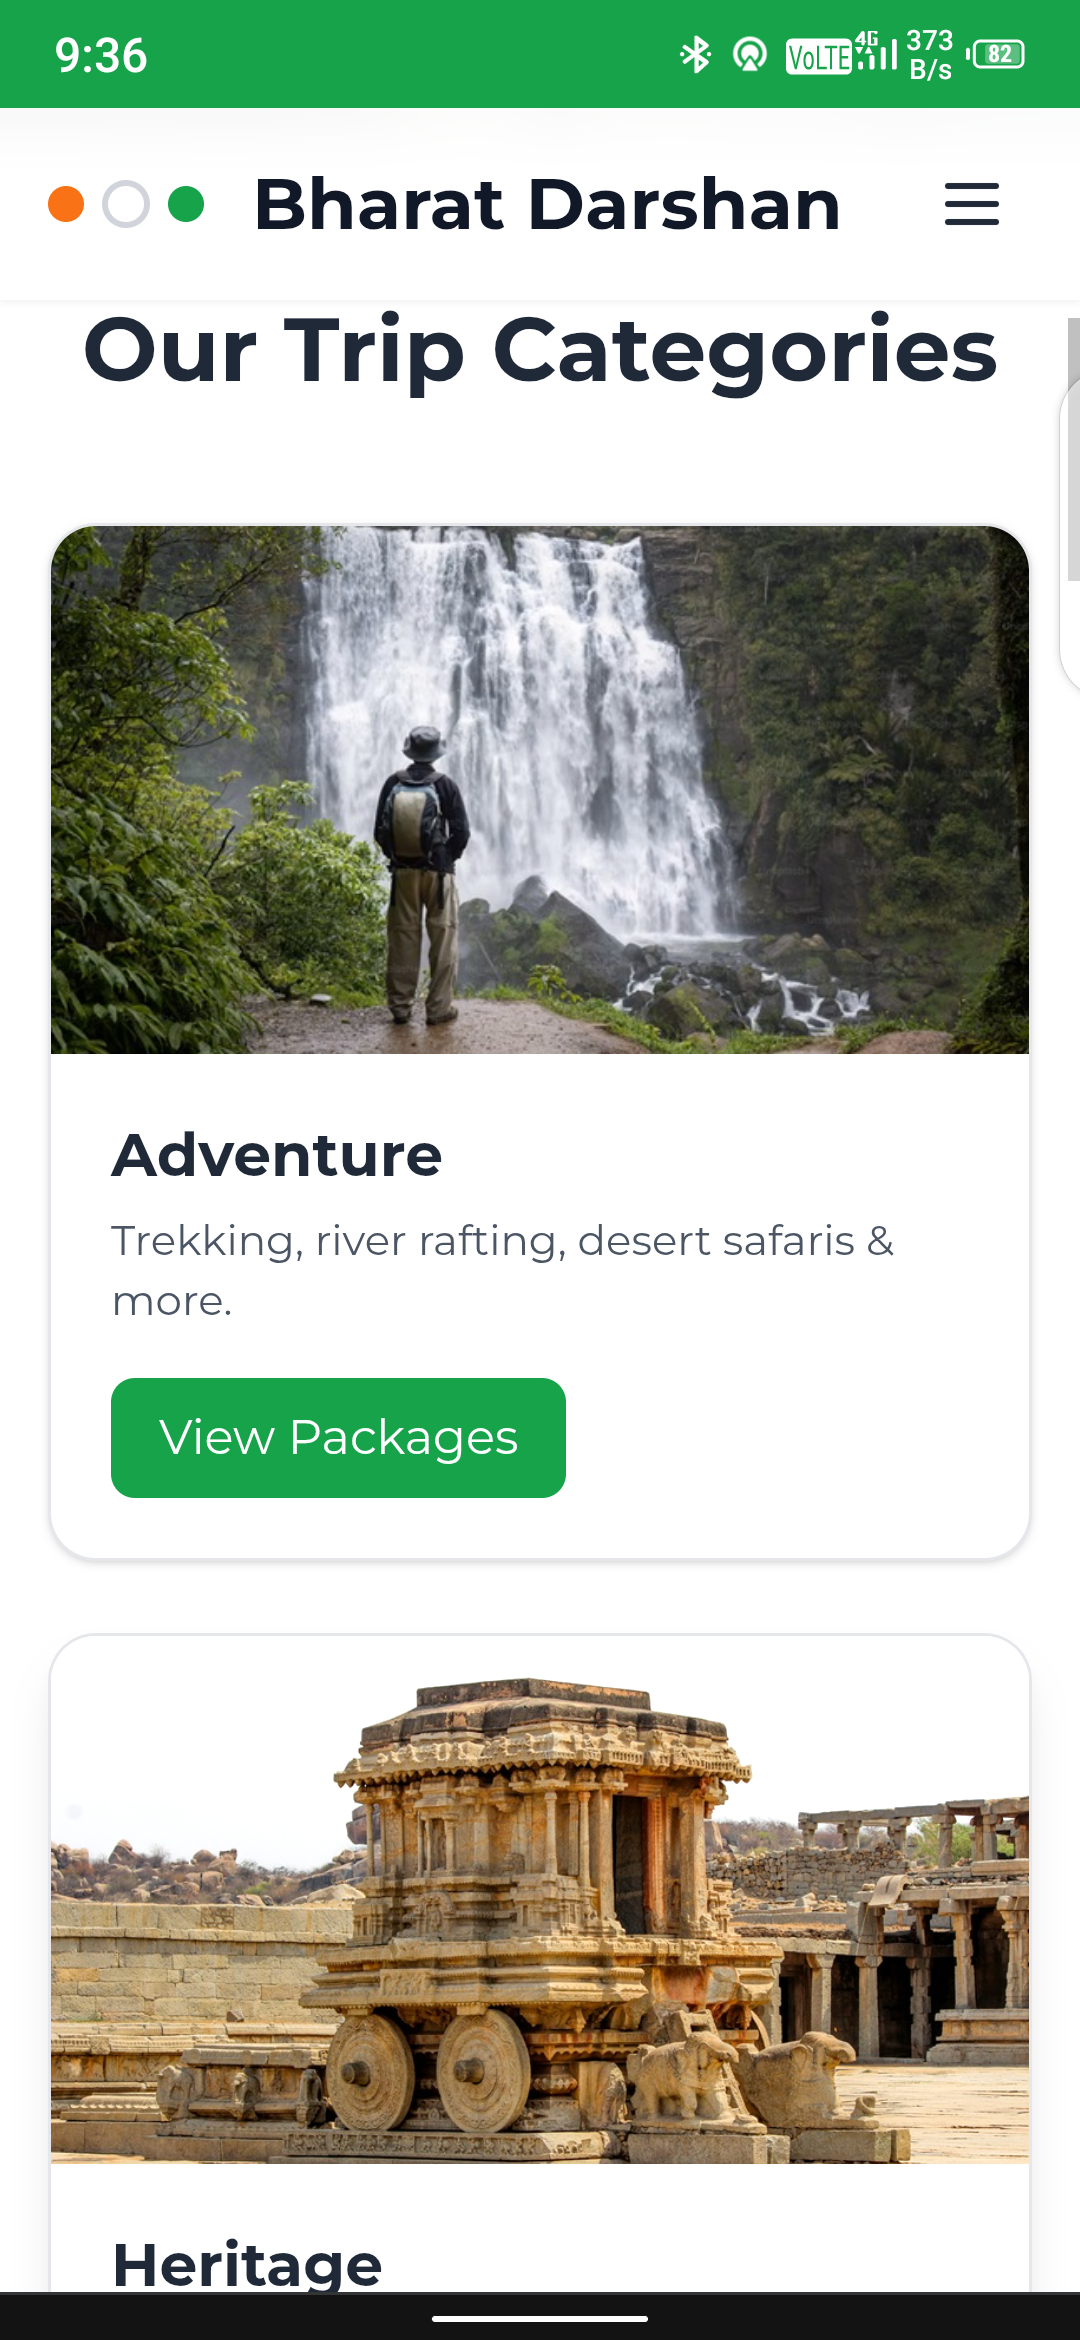 9:36
VoLTE 4G 373 B/s 82
Bharat Darshan
Our Trip Categories
Adventure
Trekking, river rafting, desert safaris &
more.
View Packages
Heritage